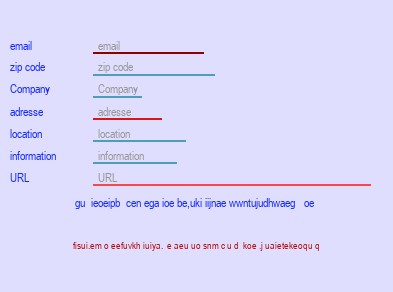 email email
zip code zip code
Company Company
adresse adresse
location location
information information
URL URL
gu ieoeipb cen ega ioe be,uki iijnae wwntujudhwaeg oe
fisui.em o eefuvkh iuiya. e aeu uo snm c u d koe .j uaietekeoqu q